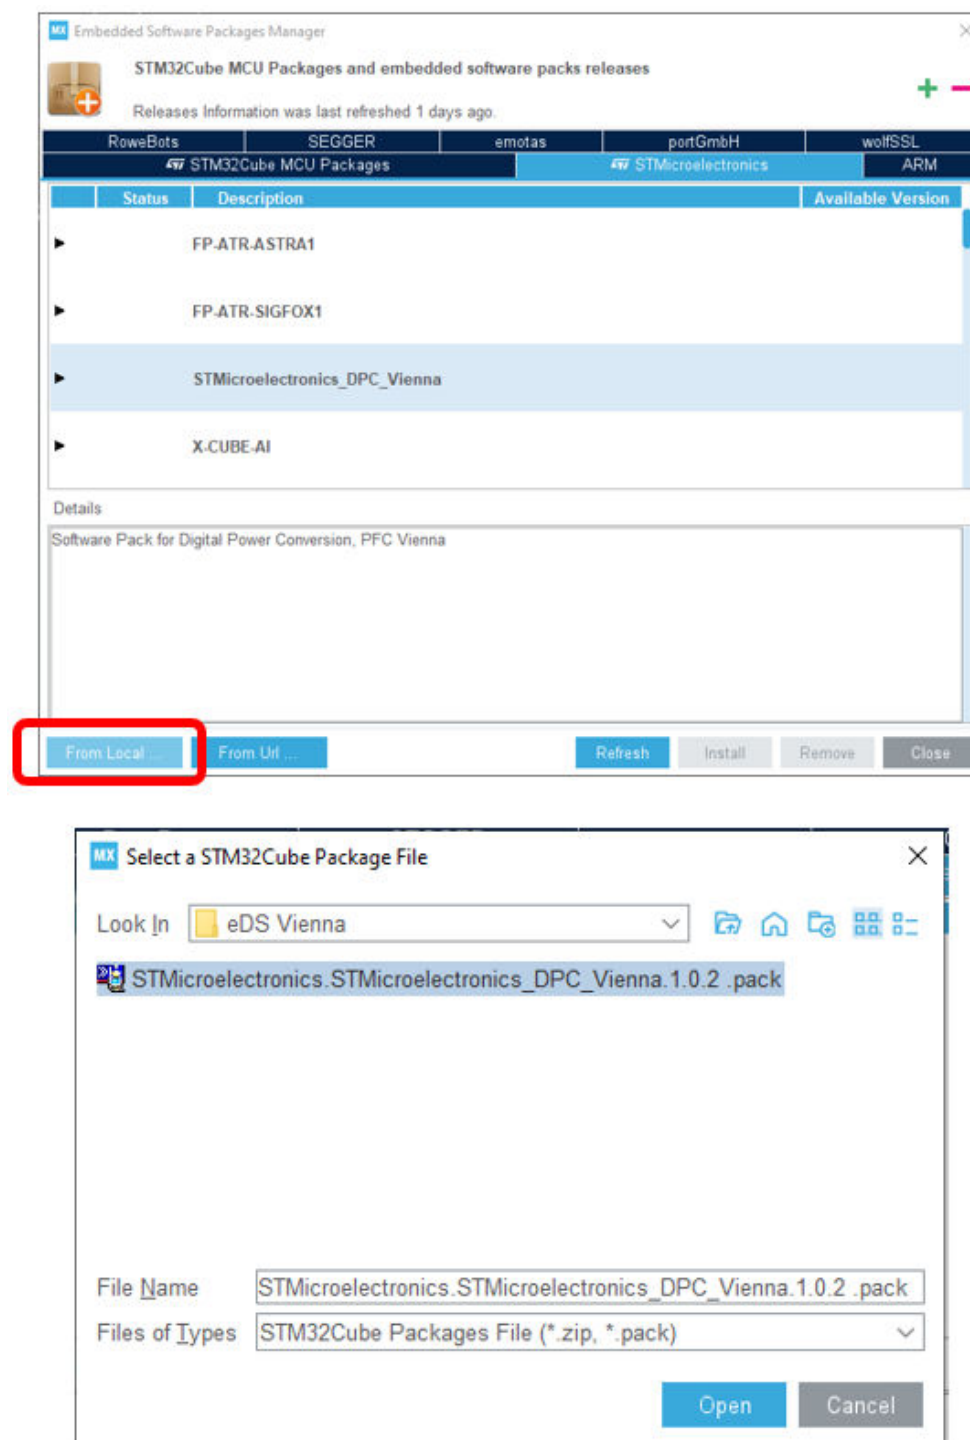 MX Embedded Software Packages Manager
STM32Cube MCU Packages and embedded software packs releases
Releases Information was last refreshed 1 days ago.
RoweBots SEGGER emotas portGmbH wolfSSL
STM32Cube MCU Packages STMicroelectronics ARM
Status Description Available Version
FP-ATR-ASTRA1
FP-ATR-SIGFOX1
STMicroelectronics_DPC_Vienna
X-CUBE-AI
Details
Software Pack for Digital Power Conversion, PFC Vienna
From Local ... From Url ... Refresh Install Remove Close
MX Select a STM32Cube Package File
Look In eDS Vienna
STMicroelectronics.STMicroelectronics_DPC_Vienna.1.0.2 .pack
File Name STMicroelectronics.STMicroelectronics_DPC_Vienna.1.0.2 .pack
Files of Types STM32Cube Packages File (*.zip, *.pack)
Open Cancel